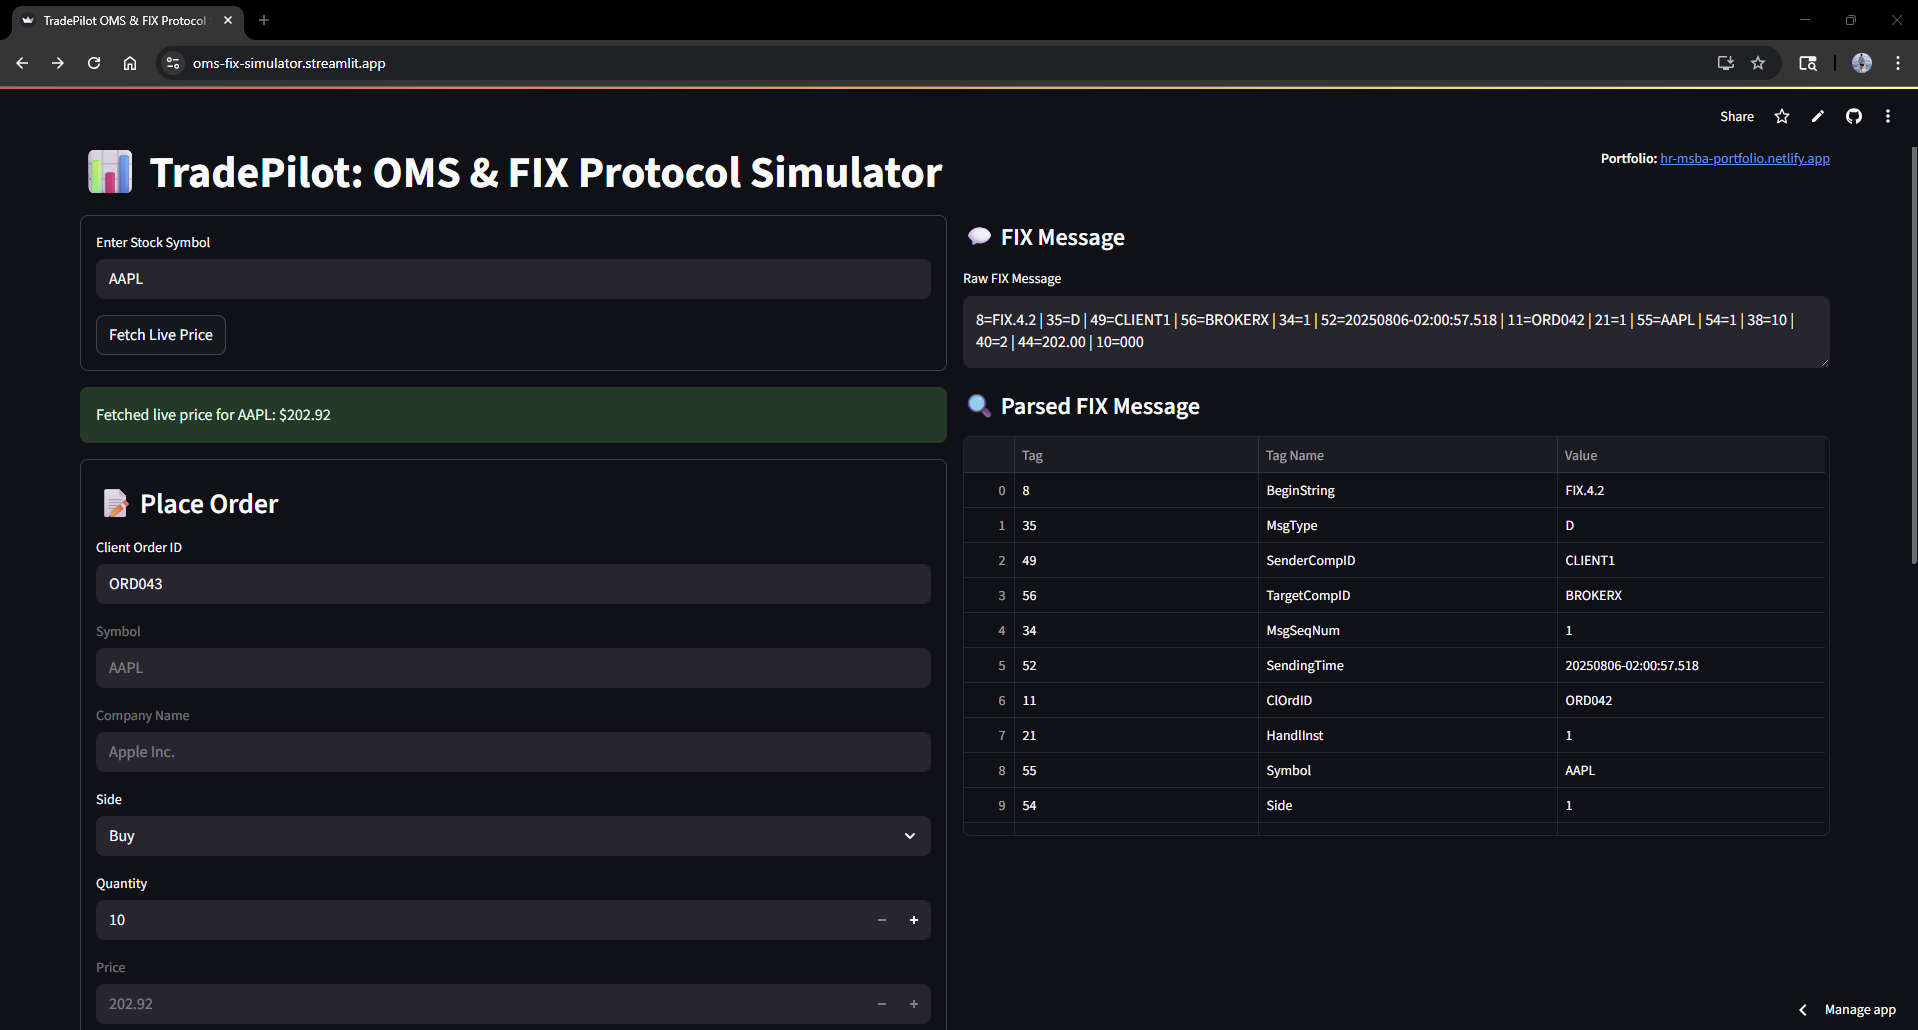 TradePilot OMS & FIX Protocol
oms-fix-simulator.streamlit.app
Share
TradePilot: OMS & FIX Protocol Simulator
Portfolio: hr-msba-portfolio.netlify.app
Enter Stock Symbol
AAPL
Fetch Live Price
Fetched live price for AAPL: $202.92
Place Order
Client Order ID
ORD043
Symbol
AAPL
Company Name
Apple Inc.
Side
Buy
Quantity
10
Price
202.92
FIX Message
Raw FIX Message
8=FIX.4.2 | 35=D | 49=CLIENT1 | 56=BROKERX | 34=1 | 52=20250806-02:00:57.518 | 11=ORD042 | 21=1 | 55=AAPL | 54=1 | 38=10 |
40=2 | 44=202.00 | 10=000
Parsed FIX Message
Tag Tag Name Value
0 8 BeginString FIX.4.2
1 35 MsgType D
2 49 SenderCompID CLIENT1
3 56 TargetCompID BROKERX
4 34 MsgSeqNum 1
5 52 SendingTime 20250806-02:00:57.518
6 11 ClOrdID ORD042
7 21 HandlInst 1
8 55 Symbol AAPL
9 54 Side 1
Manage app